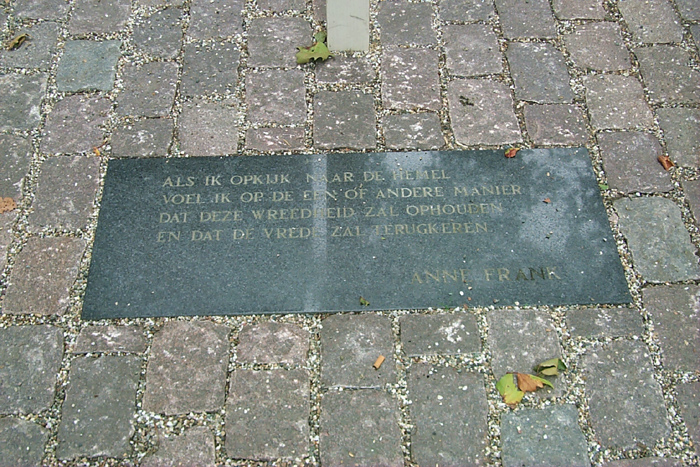 ALS IK OPKIJK NAAR DE HEMEL
VOEL IK OP DE EEN OF ANDERE MANIER
DAT DEZE WREEDHEID ZAL OPHOUDEN
EN DAT DE VREDE ZAL TERUGKEREN.
ANNE FRANK